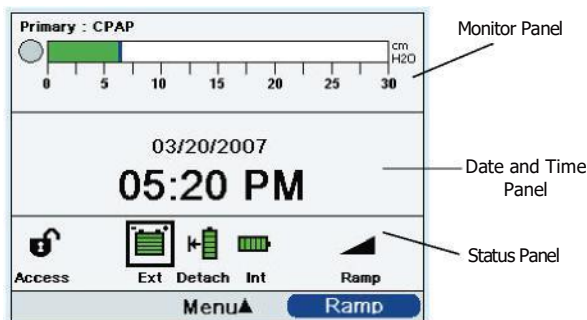 Primary : CPAP
cm
H2O
0 5 10 15 20 25 30
Monitor Panel
03/20/2007
05:20 PM
Date and Time
Panel
Access Ext Detach Int Ramp
Status Panel
Menu▲ Ramp